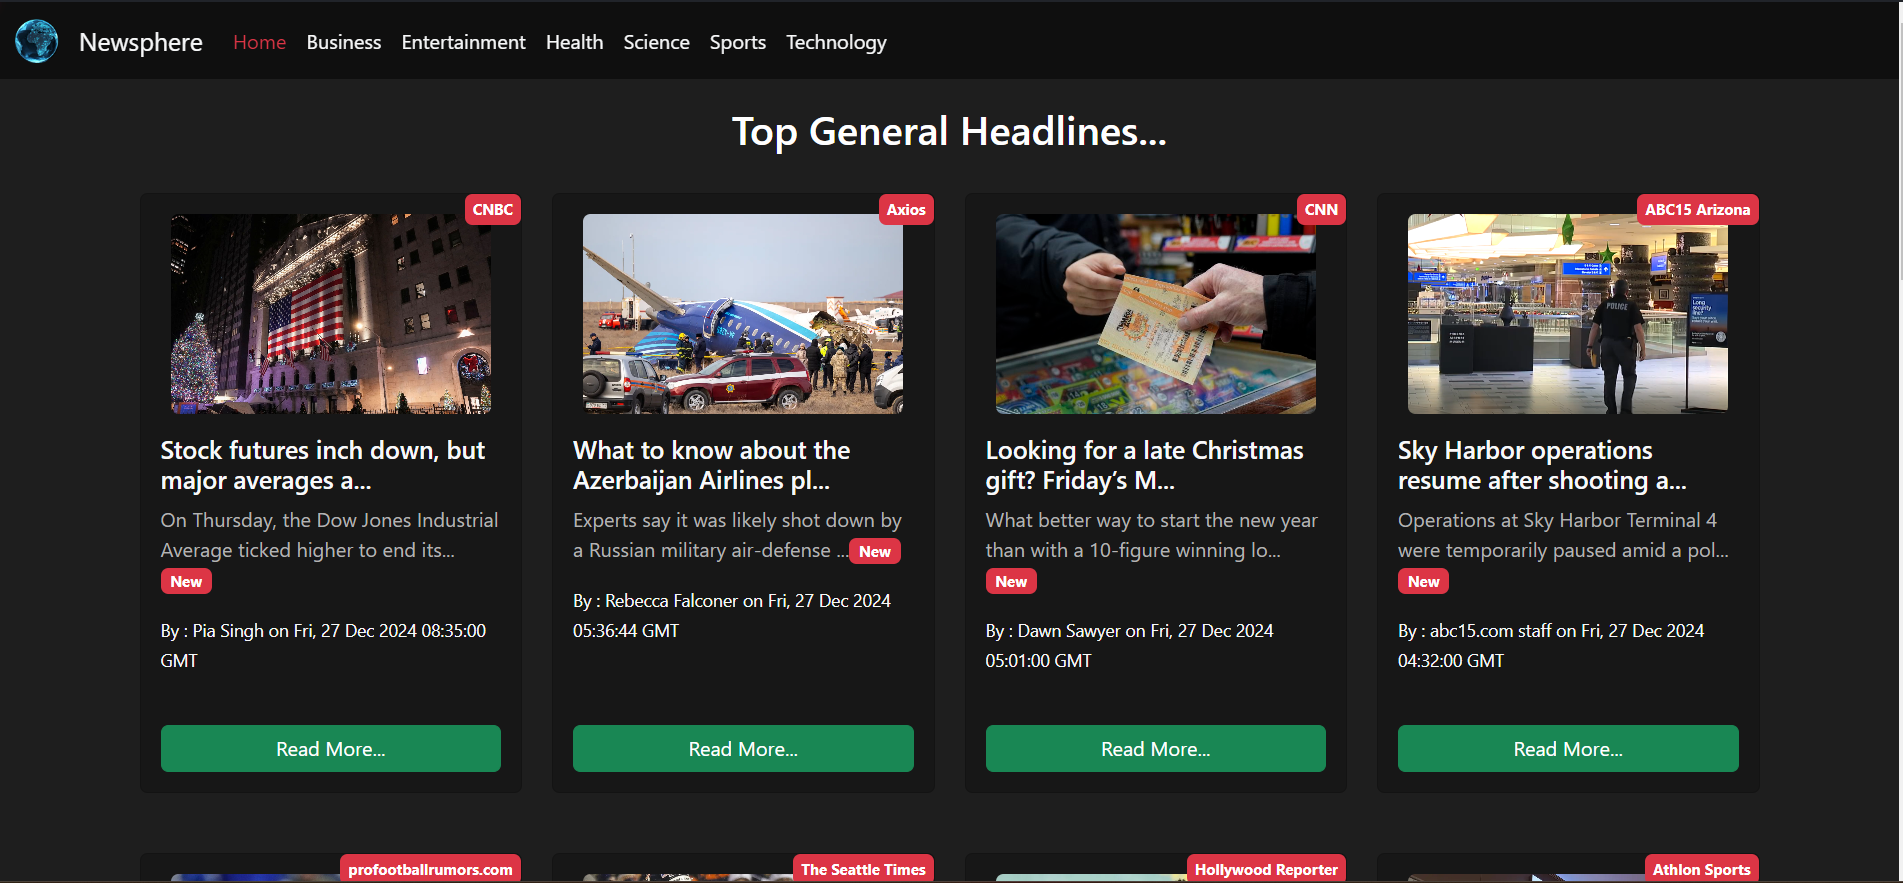 Newsphere
Home
Business
Entertainment
Health
Science
Sports
Technology
Top General Headlines...
CNBC
Stock futures inch down, but
major averages a...
On Thursday, the Dow Jones Industrial
Average ticked higher to end its...
New
By : Pia Singh on Fri, 27 Dec 2024 08:35:00
GMT
Read More...
Axios
What to know about the
Azerbaijan Airlines pl...
Experts say it was likely shot down by
a Russian military air-defense ...New
By : Rebecca Falconer on Fri, 27 Dec 2024
05:36:44 GMT
Read More...
CNN
Looking for a late Christmas
gift? Friday’s M...
What better way to start the new year
than with a 10-figure winning lo...
New
By : Dawn Sawyer on Fri, 27 Dec 2024
05:01:00 GMT
Read More...
ABC15 Arizona
POLICE
Long
security
line?
Sky Harbor operations
resume after shooting a...
Operations at Sky Harbor Terminal 4
were temporarily paused amid a pol...
New
By : abc15.com staff on Fri, 27 Dec 2024
04:32:00 GMT
Read More...
profootballrumors.com
The Seattle Times
Hollywood Reporter
Athlon Sports